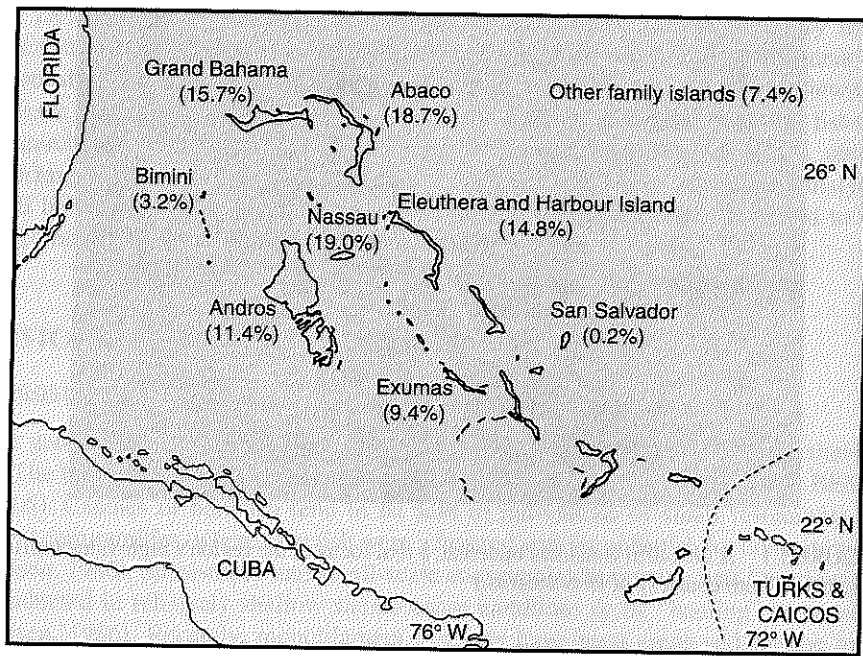 FLORIDA
Grand Bahama
(15.7%)
Abaco
(18.7%)
Other family islands (7.4%)
26° N
Bimini
(3.2%)
Nassau
(19.0%)
Eleuthera and Harbour Island
(14.8%)
Andros
(11.4%)
San Salvador
(0.2%)
Exumas
(9.4%)
22° N
CUBA
TURKS &
CAICOS
76° W
72° W